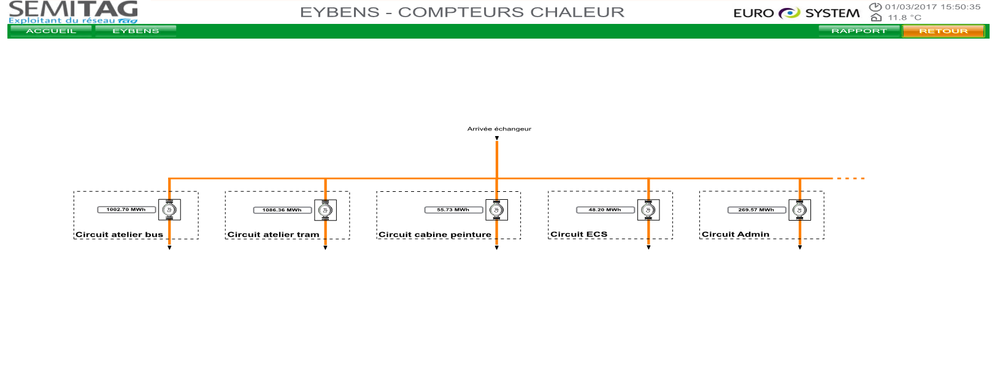 SEMITAG
Exploitant du réseau Tag
EYBENS - COMPTEURS CHALEUR
EURO SYSTEM
01/03/2017 15:50:35
11.8 °C
ACCUEIL
EYBENS
RAPPORT
RETOUR
Arrivée échangeur
1002.70 MWh
Circuit atelier bus
1086.36 MWh
Circuit atelier tram
55.73 MWh
Circuit cabine peinture
48.20 MWh
Circuit ECS
269.57 MWh
Circuit Admin